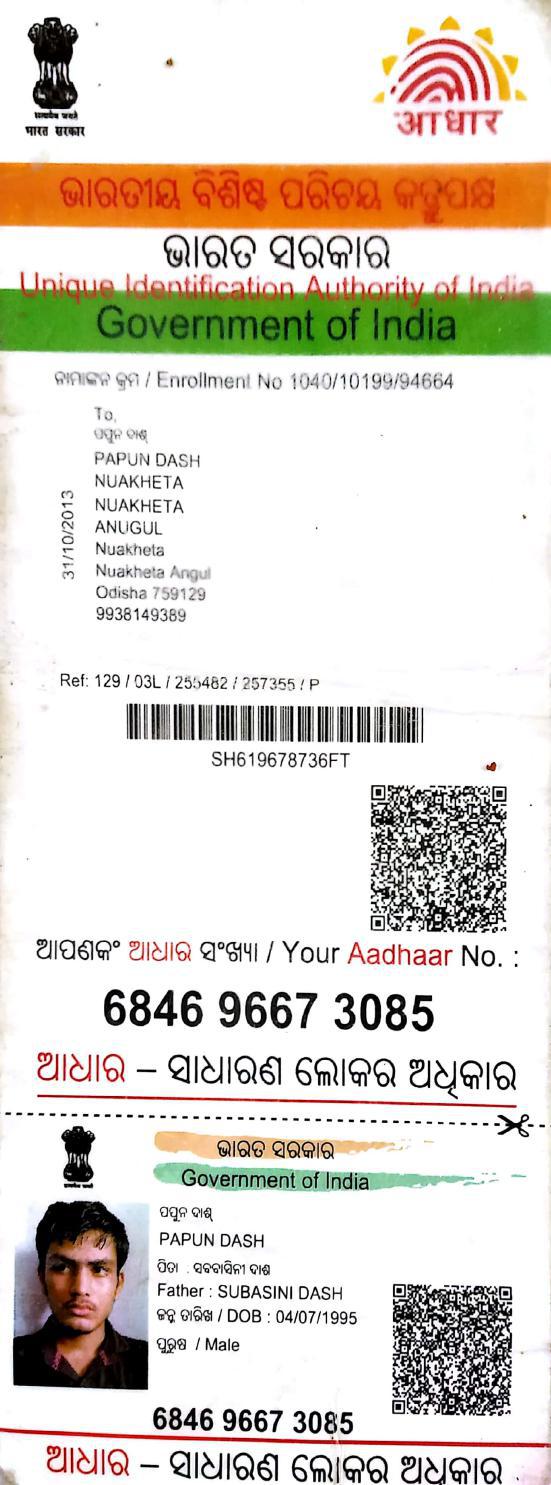 सत्यमेव जयते
भारत सरकार
आधार
ଭାରତୀୟ ବିଶିଷ୍ଟ ପରିଚୟ କର୍ତ୍ତୃପକ୍ଷ
ଭାରତ ସରକାର
Unique Identification Authority of India
Government of India
ନାମାଙ୍କନ କ୍ରମ / Enrollment No 1040/10199/94664
To,
ପପୁନ ଦାଶ୍
PAPUN DASH
NUAKHETA
NUAKHETA
ANUGUL
Nuakheta
Nuakheta Angul
Odisha 759129
9938149389
31/10/2013
Ref: 129 / 03L / 255482 / 257355 / P
SH619678736FT
ଆପଣଙ୍କ ଆଧାର ସଂଖ୍ୟା / Your Aadhaar No. :
6846 9667 3085
ଆଧାର – ସାଧାରଣ ଲୋକର ଅଧିକାର
ଭାରତ ସରକାର
Government of India
ପପୁନ ଦାଶ୍
PAPUN DASH
ପିତା : ସବବାସିନୀ ଦାଶ
Father : SUBASINI DASH
ଜନ୍ମ ତାରିଖ / DOB : 04/07/1995
ପୁରୁଷ / Male
6846 9667 3085
ଆଧାର – ସାଧାରଣ ଲୋକର ଅଧିକାର